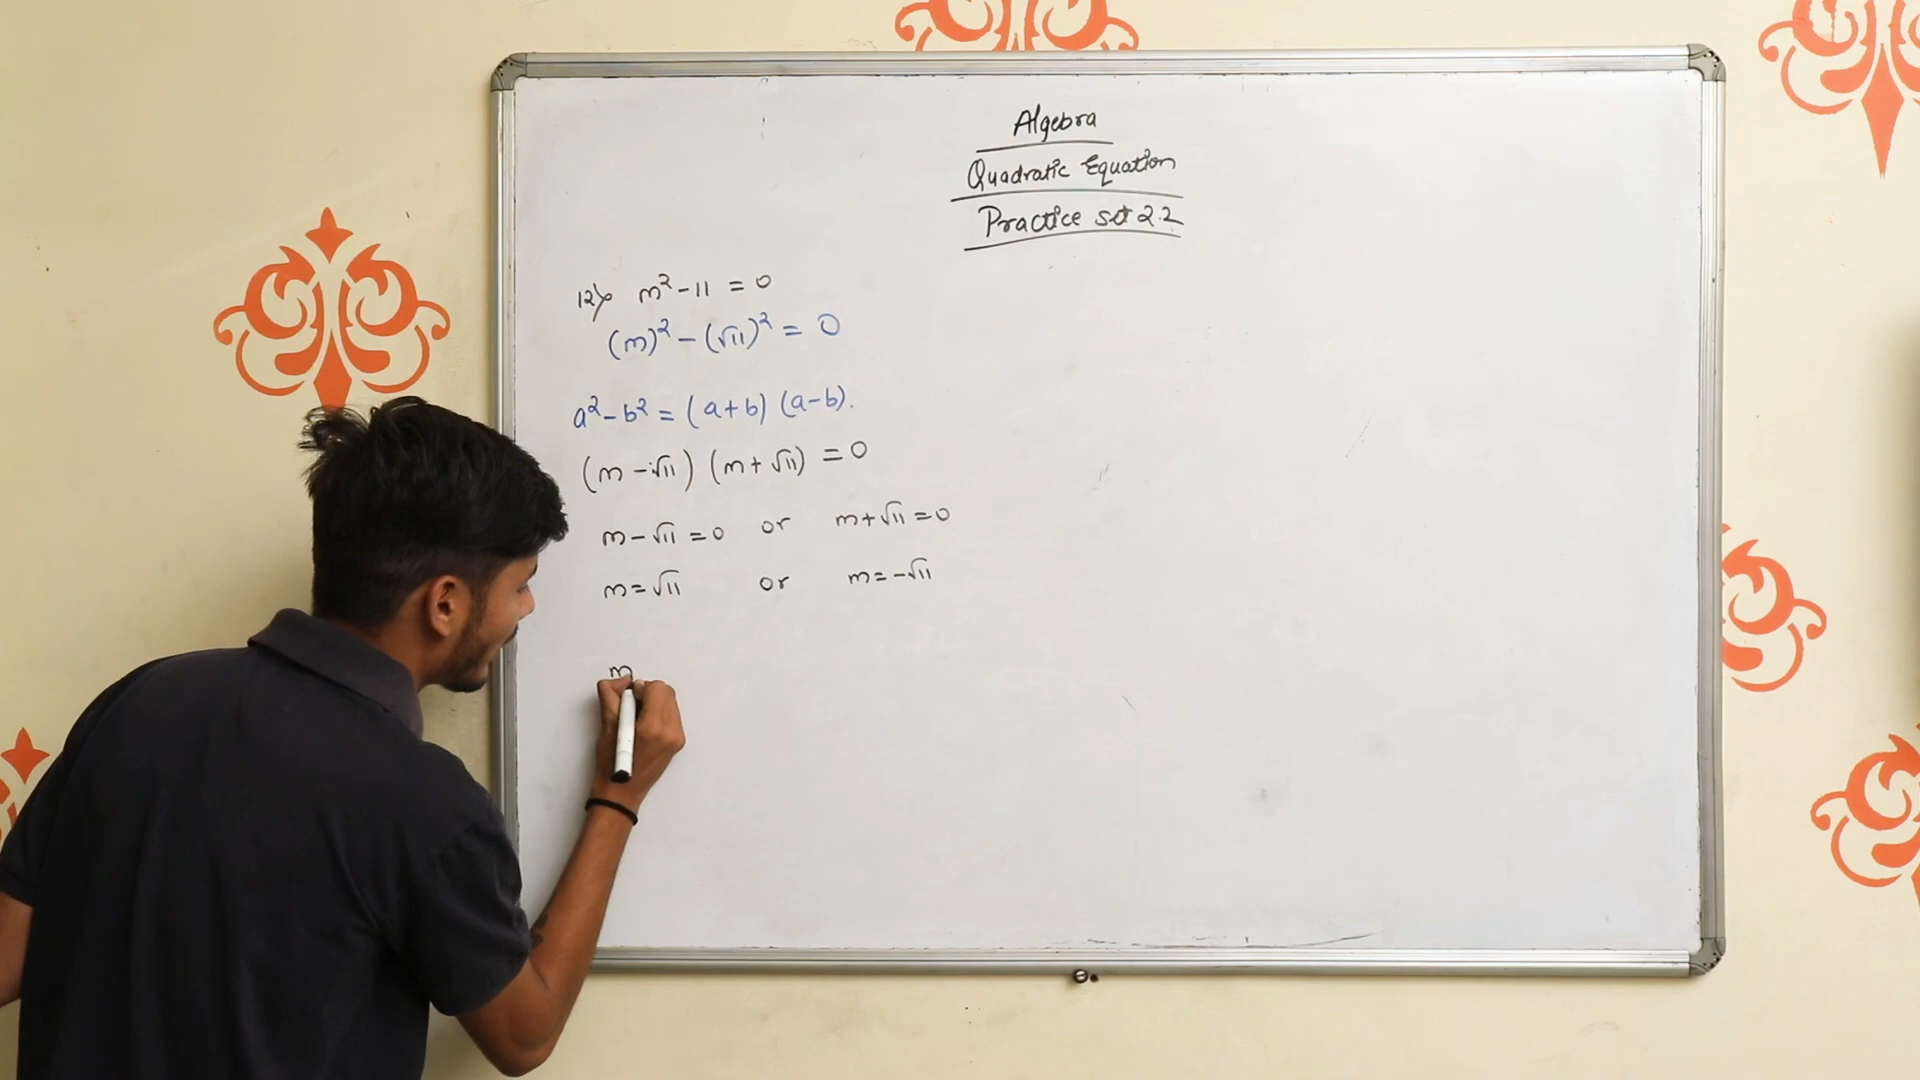 Algebra
Quadratic Equation
Practice set 2.2
12) m² - 11 = 0
(m)² - (√11)² = 0
a² - b² = (a+b) (a-b).
(m - √11) (m + √11) = 0
m - √11 = 0 or m + √11 = 0
m = √11 or m = -√11
m